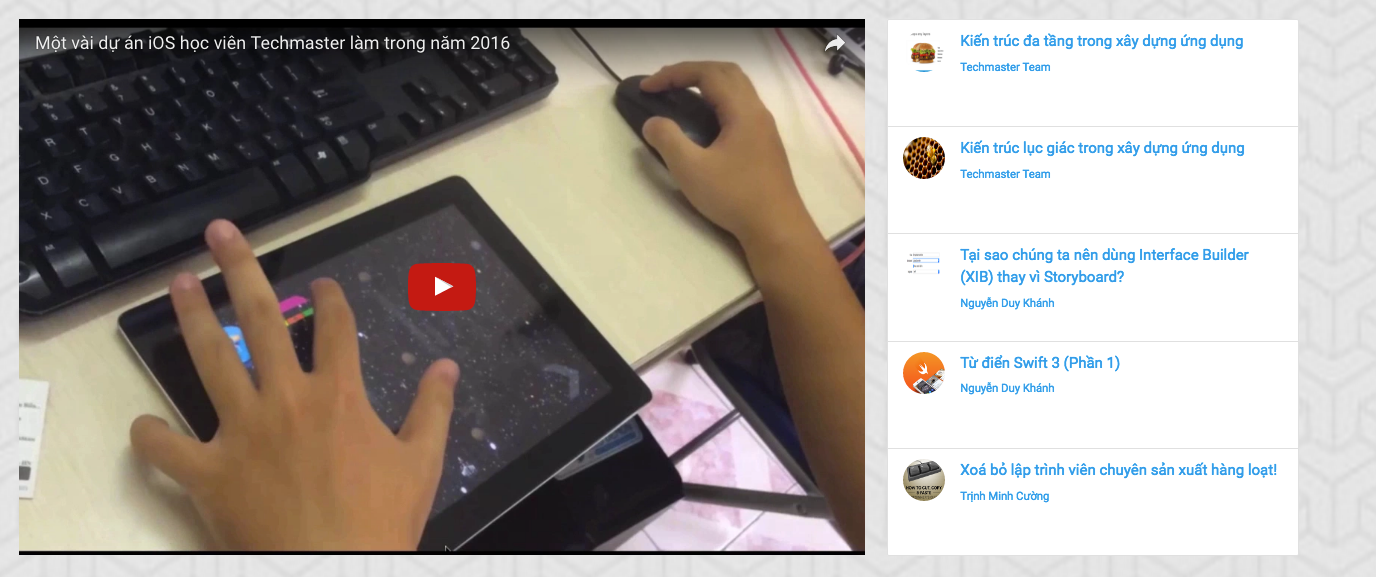 Một vài dự án iOS học viên Techmaster làm trong năm 2016
Kiến trúc đa tầng trong xây dựng ứng dụng
Techmaster Team
Kiến trúc lục giác trong xây dựng ứng dụng
Techmaster Team
Tại sao chúng ta nên dùng Interface Builder
(XIB) thay vì Storyboard?
Nguyễn Duy Khánh
Từ điển Swift 3 (Phần 1)
Nguyễn Duy Khánh
Xoá bỏ lập trình viên chuyên sản xuất hàng loạt!
Trịnh Minh Cường